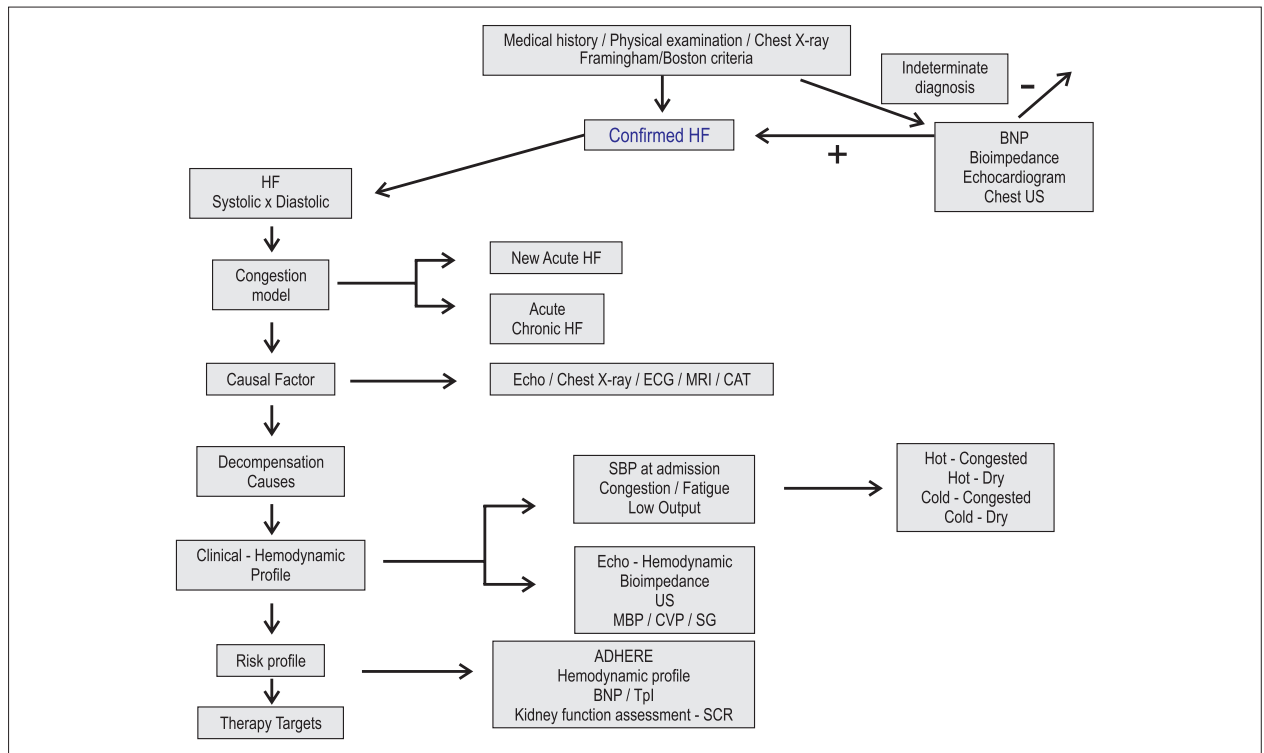 Medical history / Physical examination / Chest X-ray
Framingham/Boston criteria
Indeterminate
diagnosis
–
Confirmed HF
+
BNP
Bioimpedance
Echocardiogram
Chest US
HF
Systolic x Diastolic
Congestion
model
New Acute HF
Acute
Chronic HF
Causal Factor
Echo / Chest X-ray / ECG / MRI / CAT
Decompensation
Causes
SBP at admission
Congestion / Fatigue
Low Output
Hot - Congested
Hot - Dry
Cold - Congested
Cold - Dry
Clinical - Hemodynamic
Profile
Echo - Hemodynamic
Bioimpedance
US
MBP / CVP / SG
Risk profile
ADHERE
Hemodynamic profile
BNP / TpI
Kidney function assessment - SCR
Therapy Targets